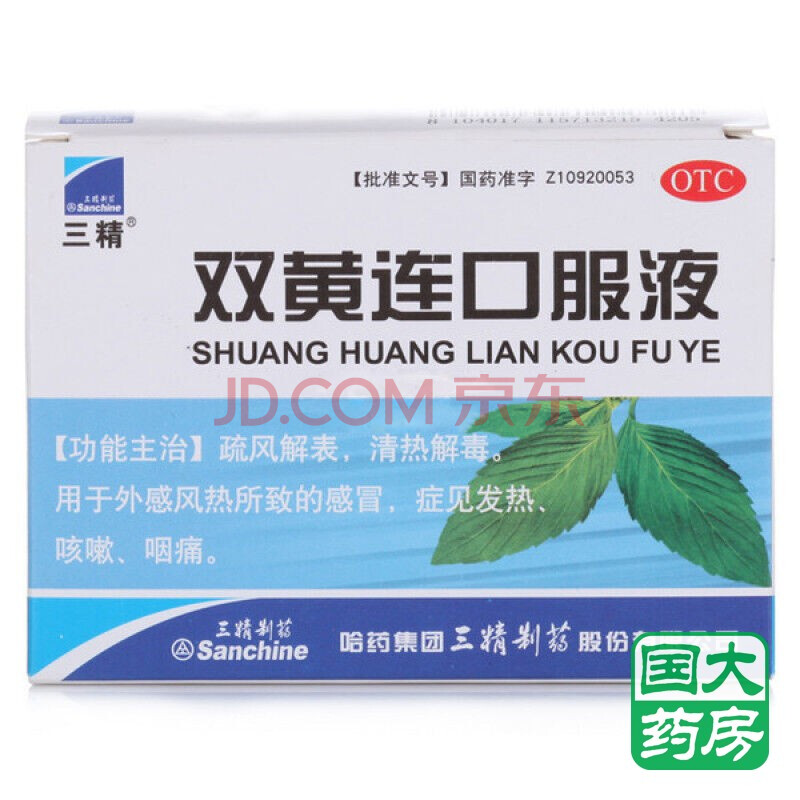 8 104017 115713215 4205
三精制药
Sanchine
三精®
【批准文号】国药准字 Z10920053
OTC
双黄连口服液
SHUANG HUANG LIAN KOU FU YE
JD.COM 京东
【功能主治】疏风解表，清热解毒。
用于外感风热所致的感冒，症见发热、
咳嗽、咽痛。
三精制药
Sanchine
哈药集团三精制药股份
国大
药房